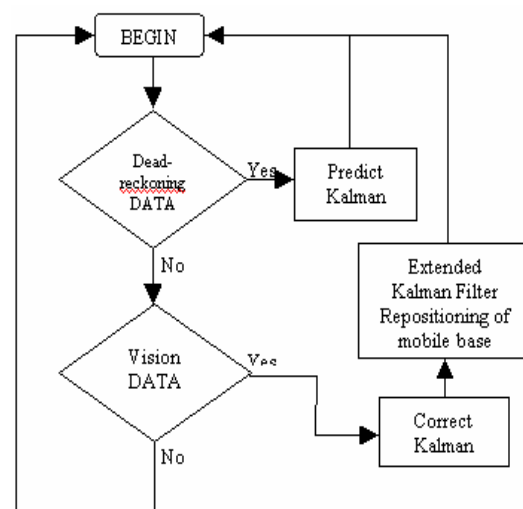 BEGIN
Dead-
reckoning
DATA
Yes
Predict
Kalman
No
Extended
Kalman Filter
Repositioning of
mobile base
Vision
DATA
Yes
Correct
Kalman
No